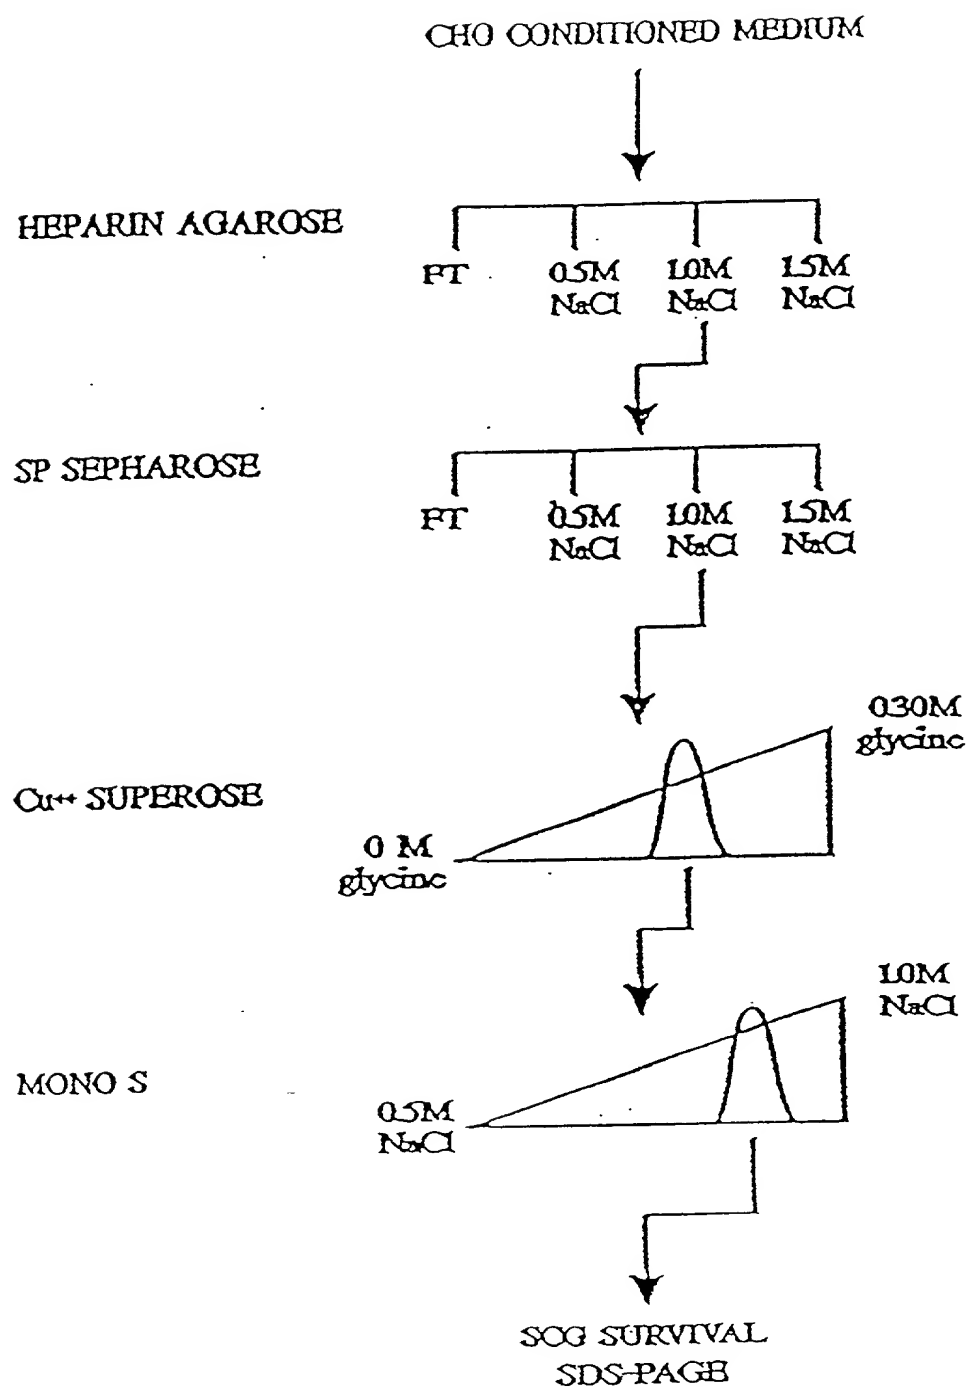 CHO CONDITIONED MEDIUM
HEPARIN AGAROSE
FT
0.5M
NaCl
1.0M
NaCl
1.5M
NaCl
SP SEPHAROSE
FT
0.5M
NaCl
1.0M
NaCl
1.5M
NaCl
Cu++ SUPEROSE
0 M
glycine
0.30M
glycine
MONO S
0.5M
NaCl
1.0M
NaCl
SCG SURVIVAL
SDS-PAGE